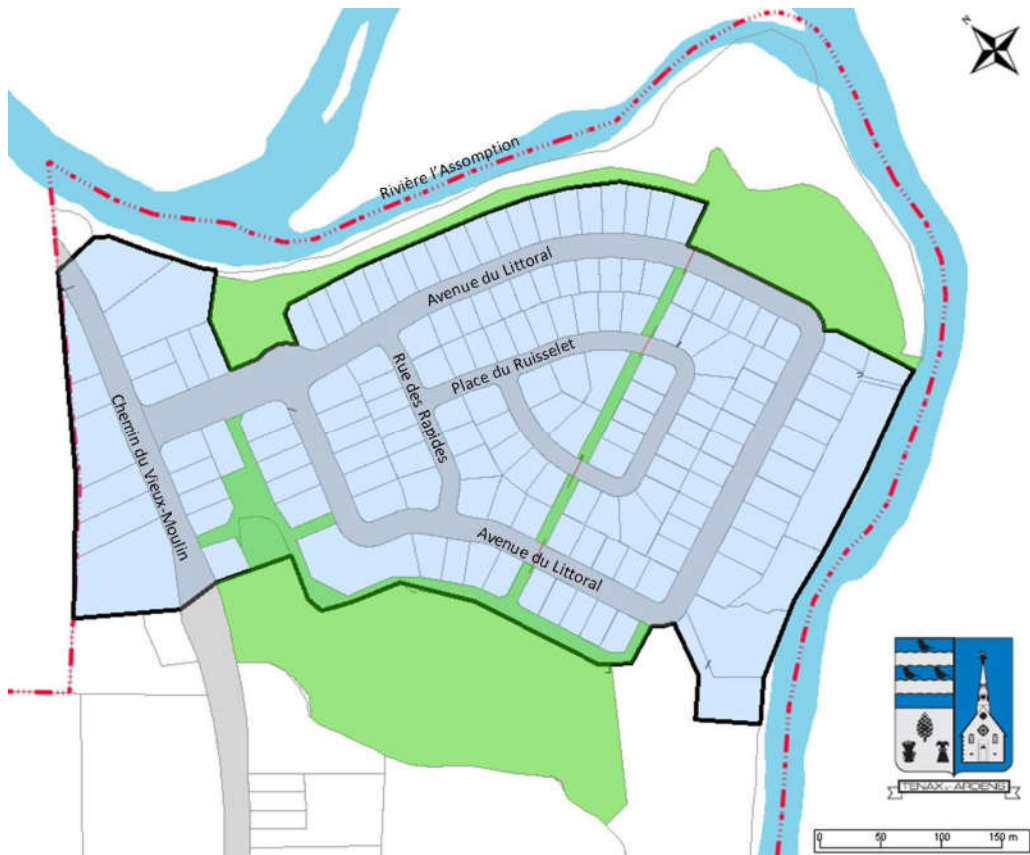 N
Rivière l'Assomption
Avenue du Littoral
Place du Ruisselet
Rue des Rapides
Chemin du Vieux-Moulin
Avenue du Littoral
TENAX ARDENS
0 50 100 150 m